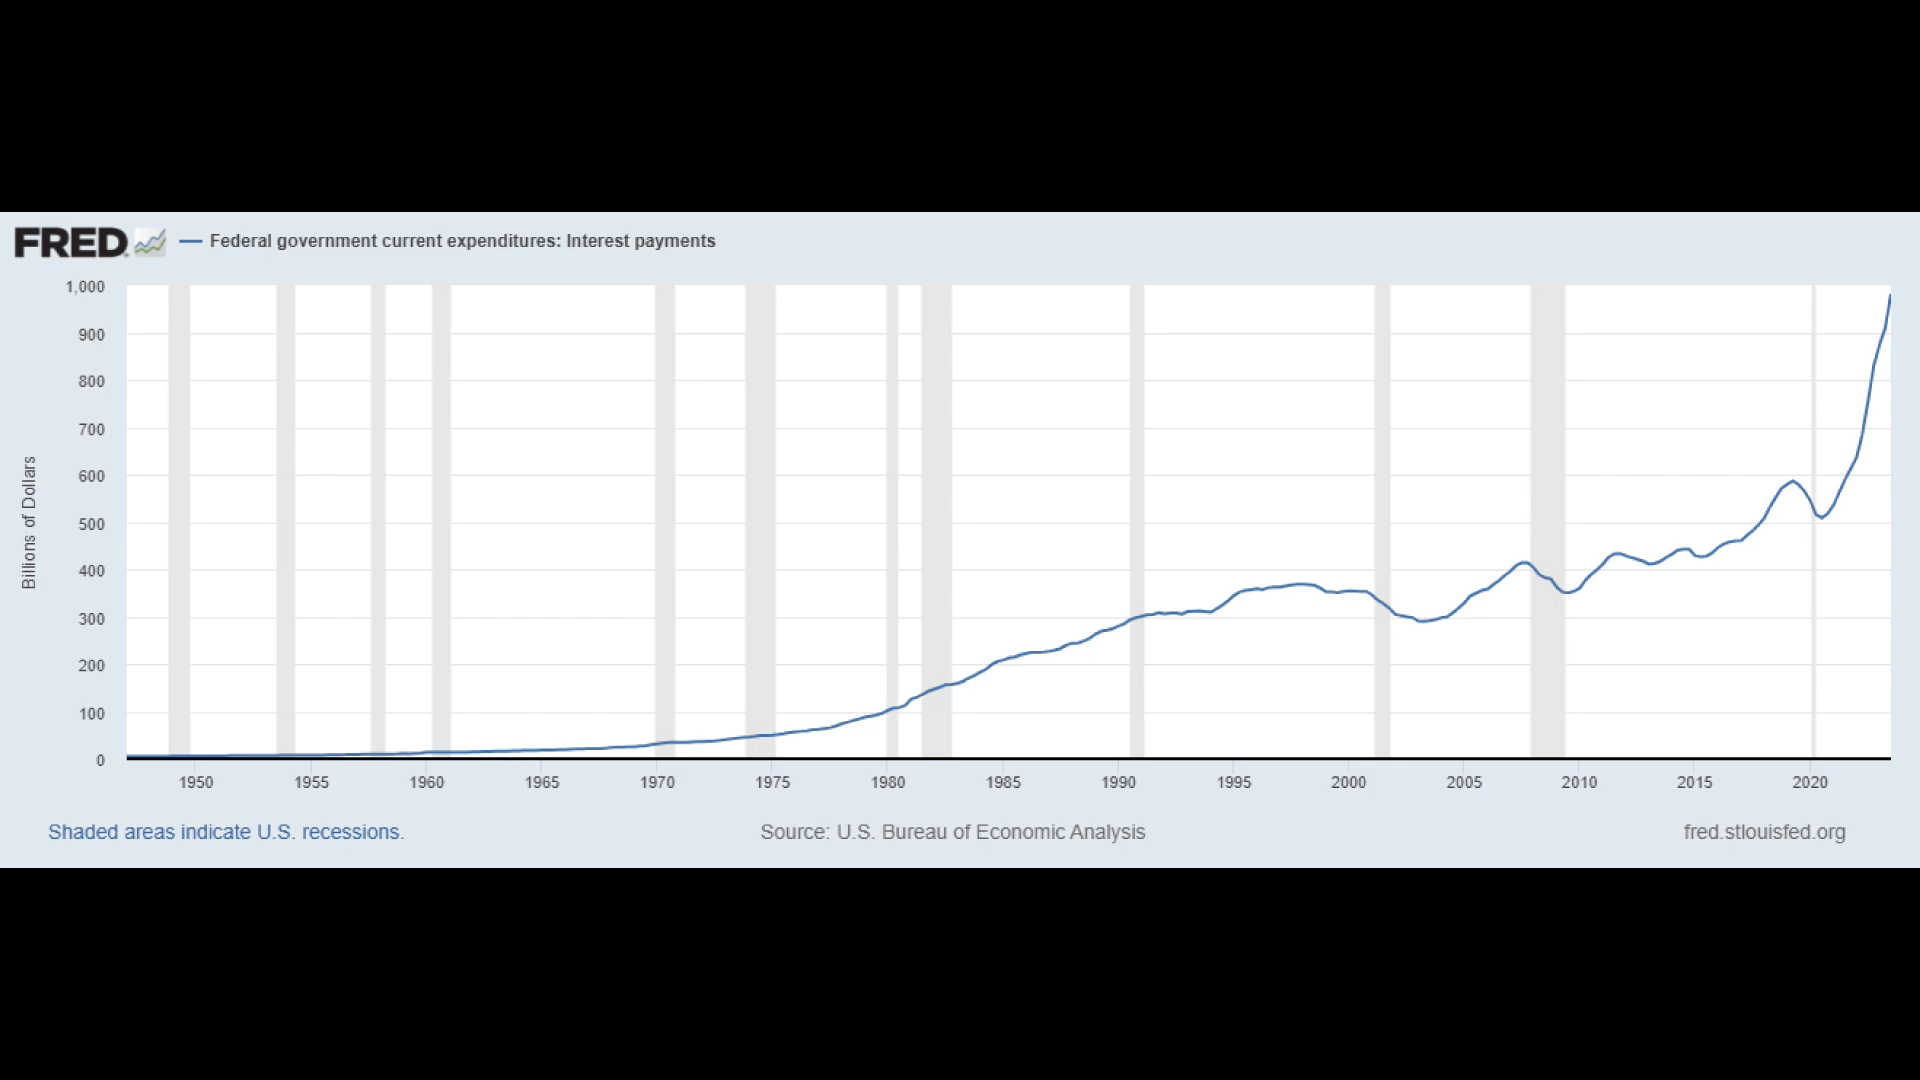 FRED
Federal government current expenditures: Interest payments
1,000
900
800
700
600
500
400
300
200
100
0
Billions of Dollars
1950 1955 1960 1965 1970 1975 1980 1985 1990 1995 2000 2005 2010 2015 2020
Shaded areas indicate U.S. recessions.
Source: U.S. Bureau of Economic Analysis
fred.stlouisfed.org